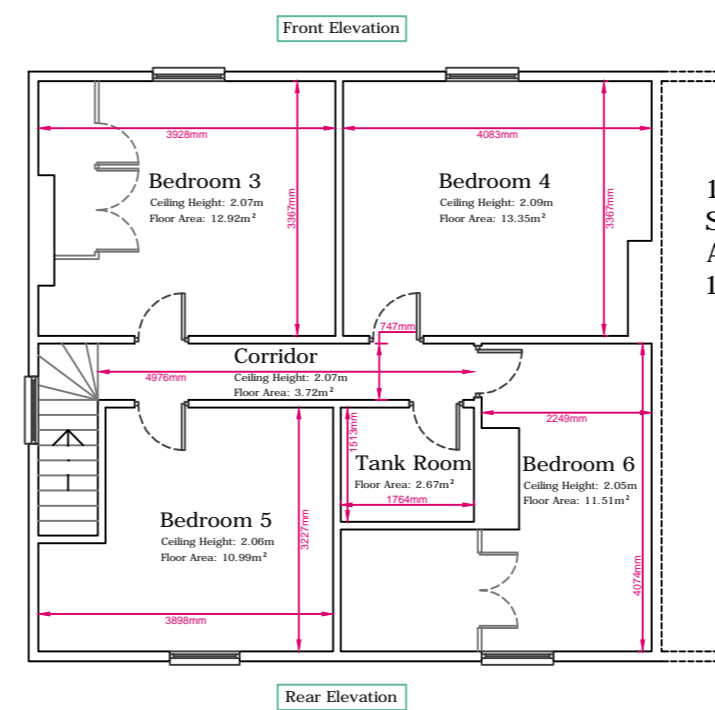 Front Elevation
3928mm
4083mm
Bedroom 3
Ceiling Height: 2.07m
Floor Area: 12.92m²
3367mm
Bedroom 4
Ceiling Height: 2.09m
Floor Area: 13.35m²
3367mm
1
S
A
1
747mm
Corridor
4976mm
Ceiling Height: 2.07m
Floor Area: 3.72m²
2249mm
1513mm
Tank Room
Floor Area: 2.67m²
1764mm
Bedroom 6
Ceiling Height: 2.05m
Floor Area: 11.51m²
4074mm
Bedroom 5
Ceiling Height: 2.06m
Floor Area: 10.99m²
3227mm
3898mm
Rear Elevation